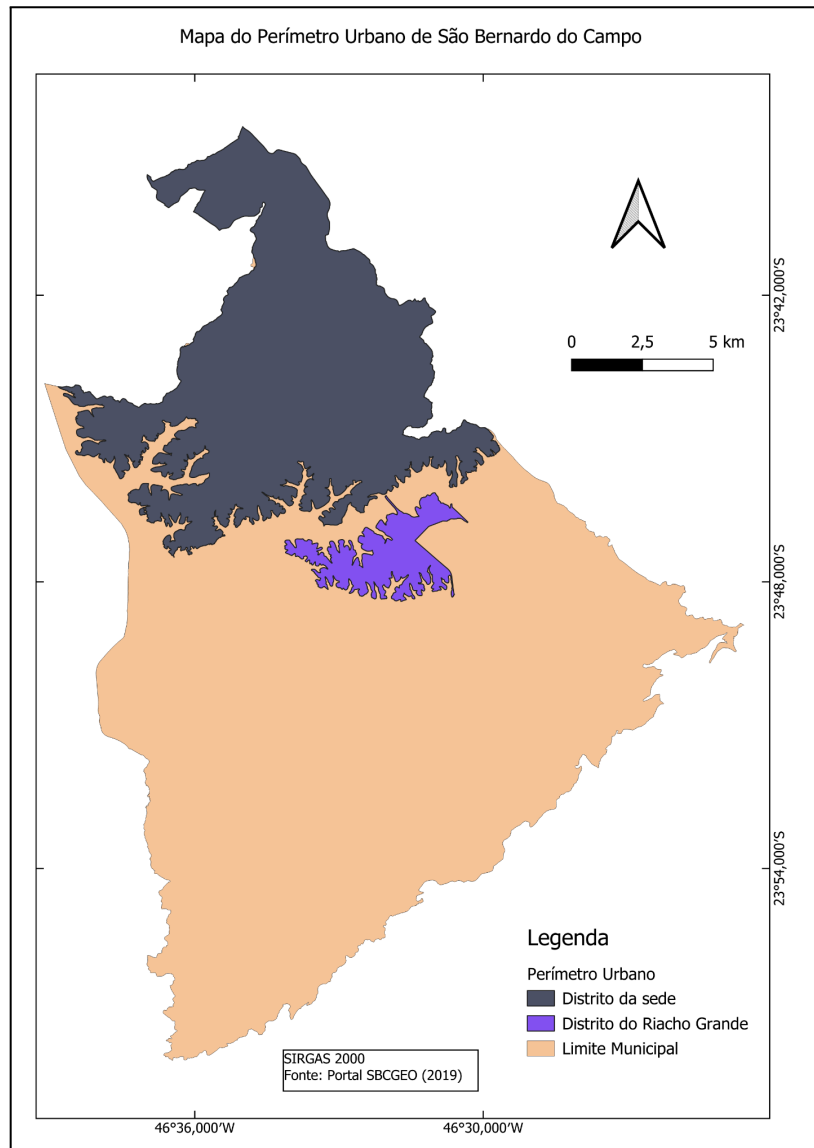 Mapa do Perímetro Urbano de São Bernardo do Campo
23°42,000'S
0 2,5 5 km
23°48,000'S
23°54,000'S
Legenda
Perímetro Urbano
Distrito da sede
Distrito do Riacho Grande
Limite Municipal
SIRGAS 2000
Fonte: Portal SBCGEO (2019)
46°36,000'W 46°30,000'W